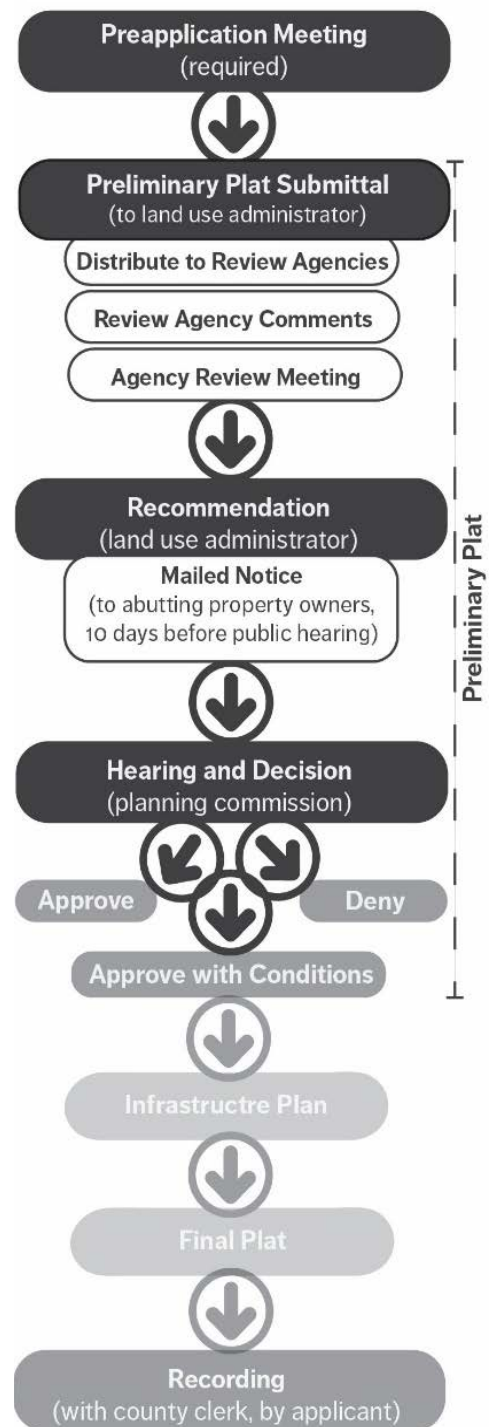 Preapplication Meeting
(required)
Preliminary Plat Submittal
(to land use administrator)
Distribute to Review Agencies
Review Agency Comments
Agency Review Meeting
Recommendation
(land use administrator)
Mailed Notice
(to abutting property owners,
10 days before public hearing)
Hearing and Decision
(planning commission)
Approve
Deny
Approve with Conditions
Preliminary Plat
Infrastructre Plan
Final Plat
Recording
(with county clerk, by applicant)